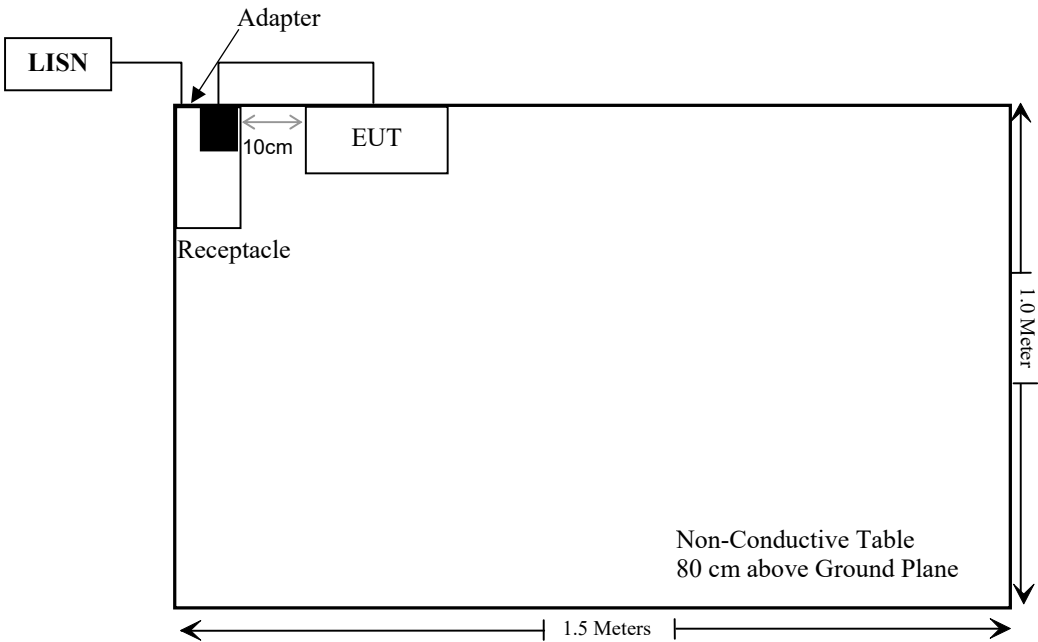 Adapter
LISN
10cm
EUT
Receptacle
1.0 Meter
Non-Conductive Table
80 cm above Ground Plane
1.5 Meters